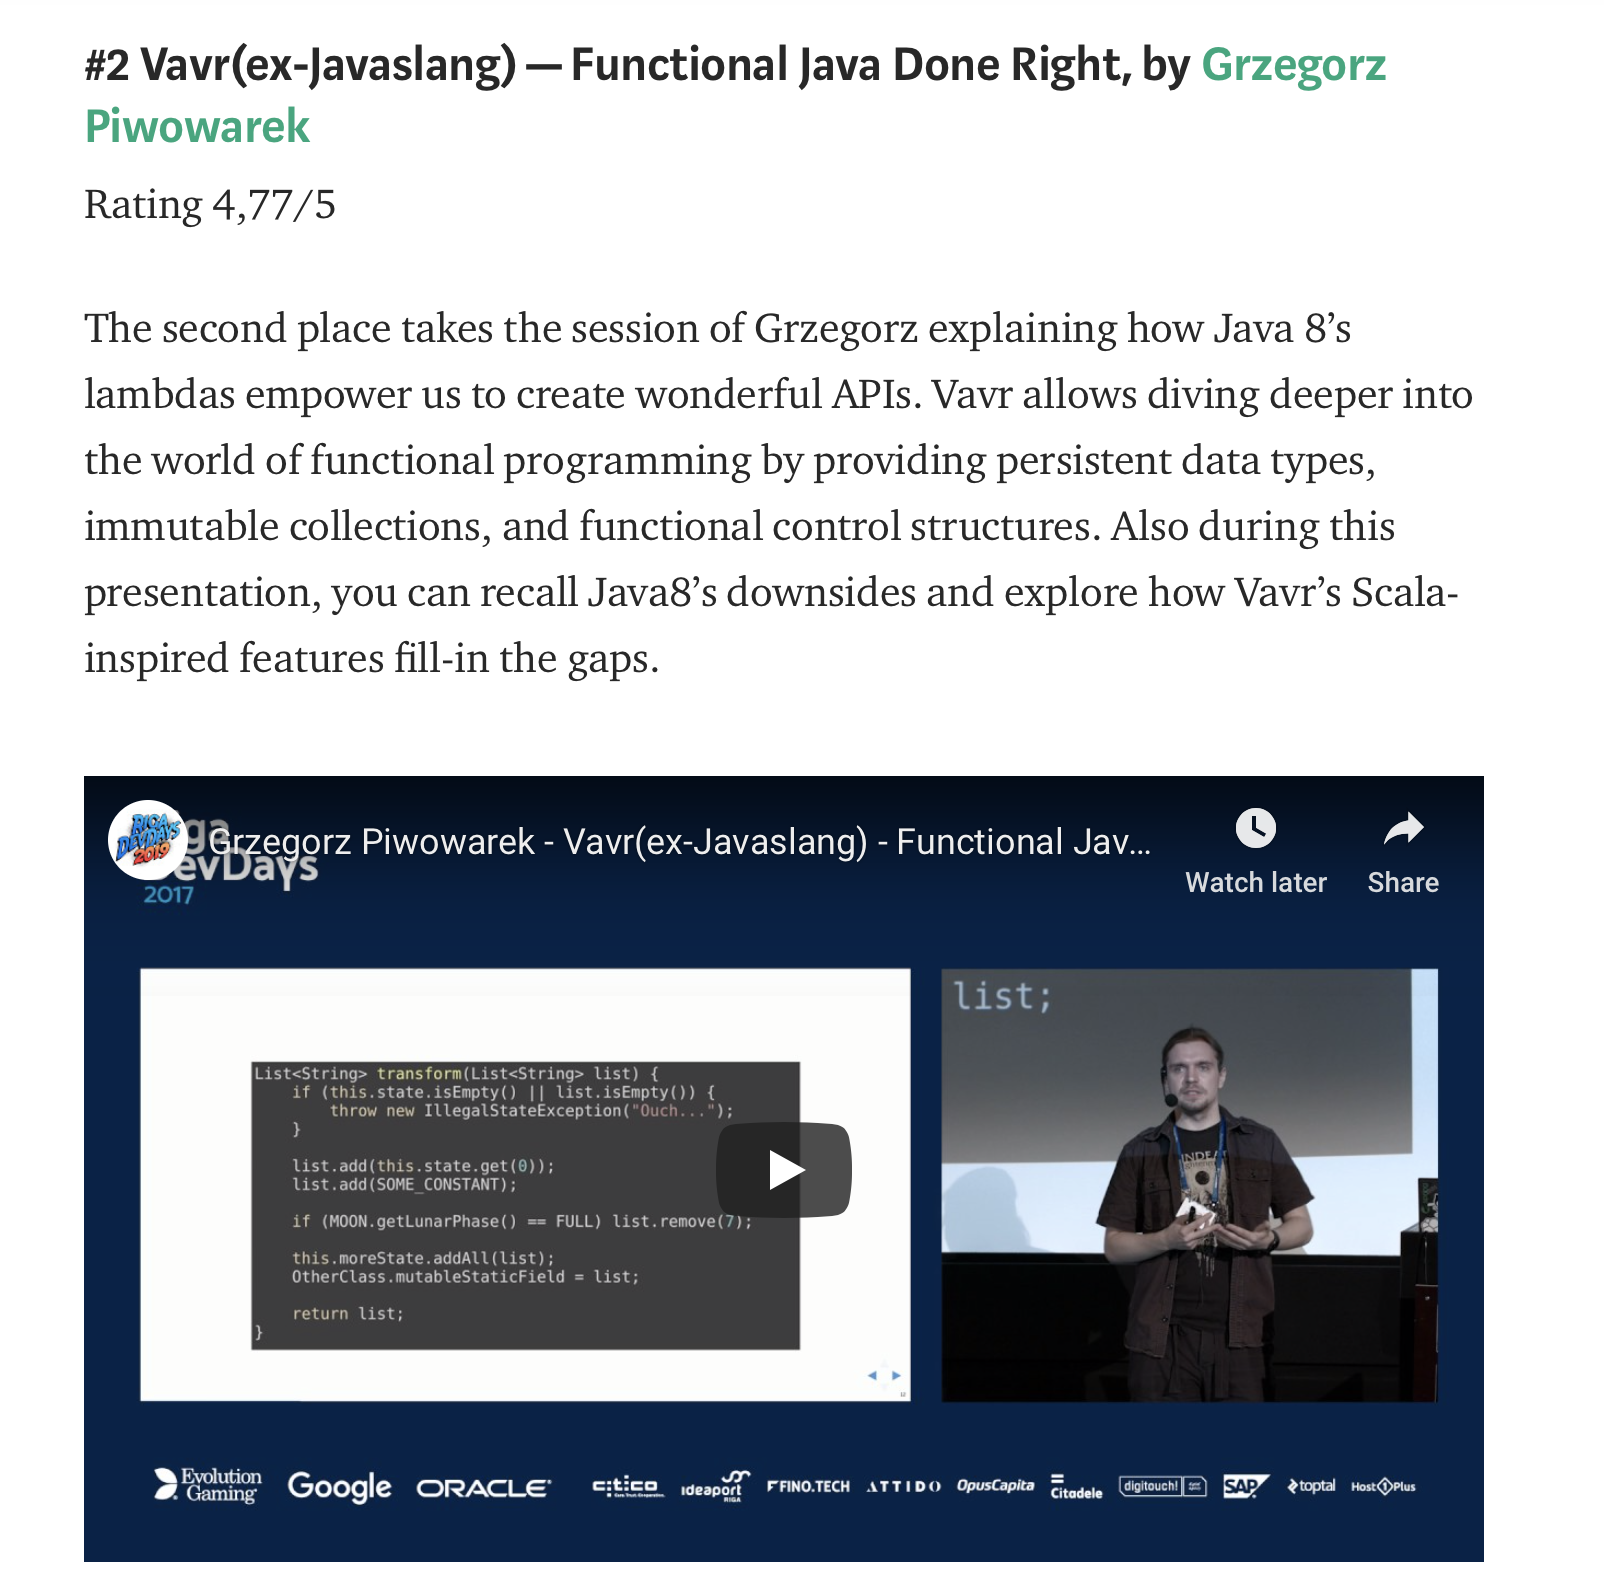 #2 Vavr(ex-Javaslang) — Functional Java Done Right, by Grzegorz
Piwowarek
Rating 4,77/5
The second place takes the session of Grzegorz explaining how Java 8’s
lambdas empower us to create wonderful APIs. Vavr allows diving deeper into
the world of functional programming by providing persistent data types,
immutable collections, and functional control structures. Also during this
presentation, you can recall Java8’s downsides and explore how Vavr’s Scala-
inspired features fill-in the gaps.
RIGA DEVDAYS 2019
Grzegorz Piwowarek - Vavr(ex-Javaslang) - Functional Jav...
Watch later
Share
evDays
2017
List<String> transform(List<String> list) {
if (this.state.isEmpty() || list.isEmpty()) {
throw new IllegalStateException("Ouch...");
}
list.add(this.state.get(0));
list.add(SOME_CONSTANT);
if (MOON.getLunarPhase() == FULL) list.remove(7);
this.moreState.addAll(list);
OtherClass.mutableStaticField = list;
return list;
}
list;
Evolution Gaming Google ORACLE citico ideaport RIGA FINO.TECH ATTIDO OpusCapita Citadele digitouch! SAP toptal Host1Plus